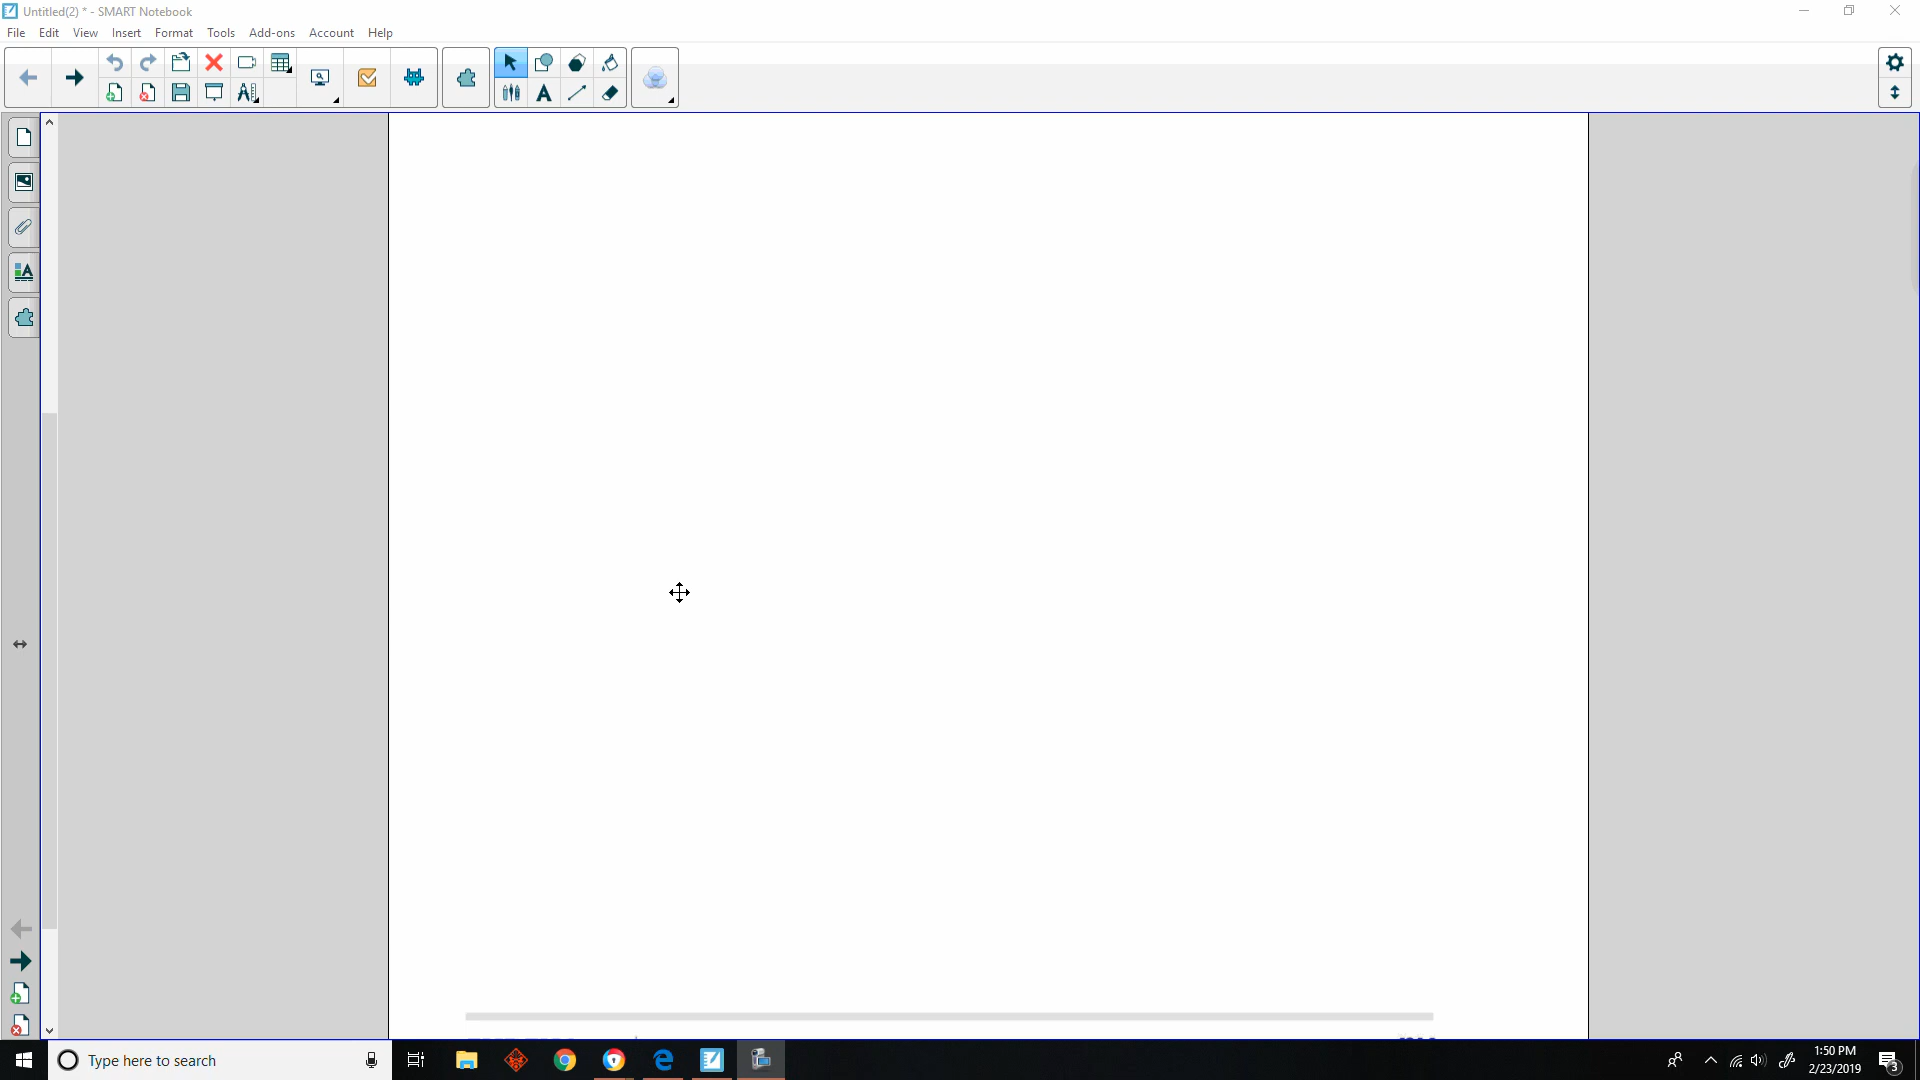 Untitled(2) * - SMART Notebook
File Edit View Insert Format Tools Add-ons Account Help
Type here to search
1:50 PM
2/23/2019
3